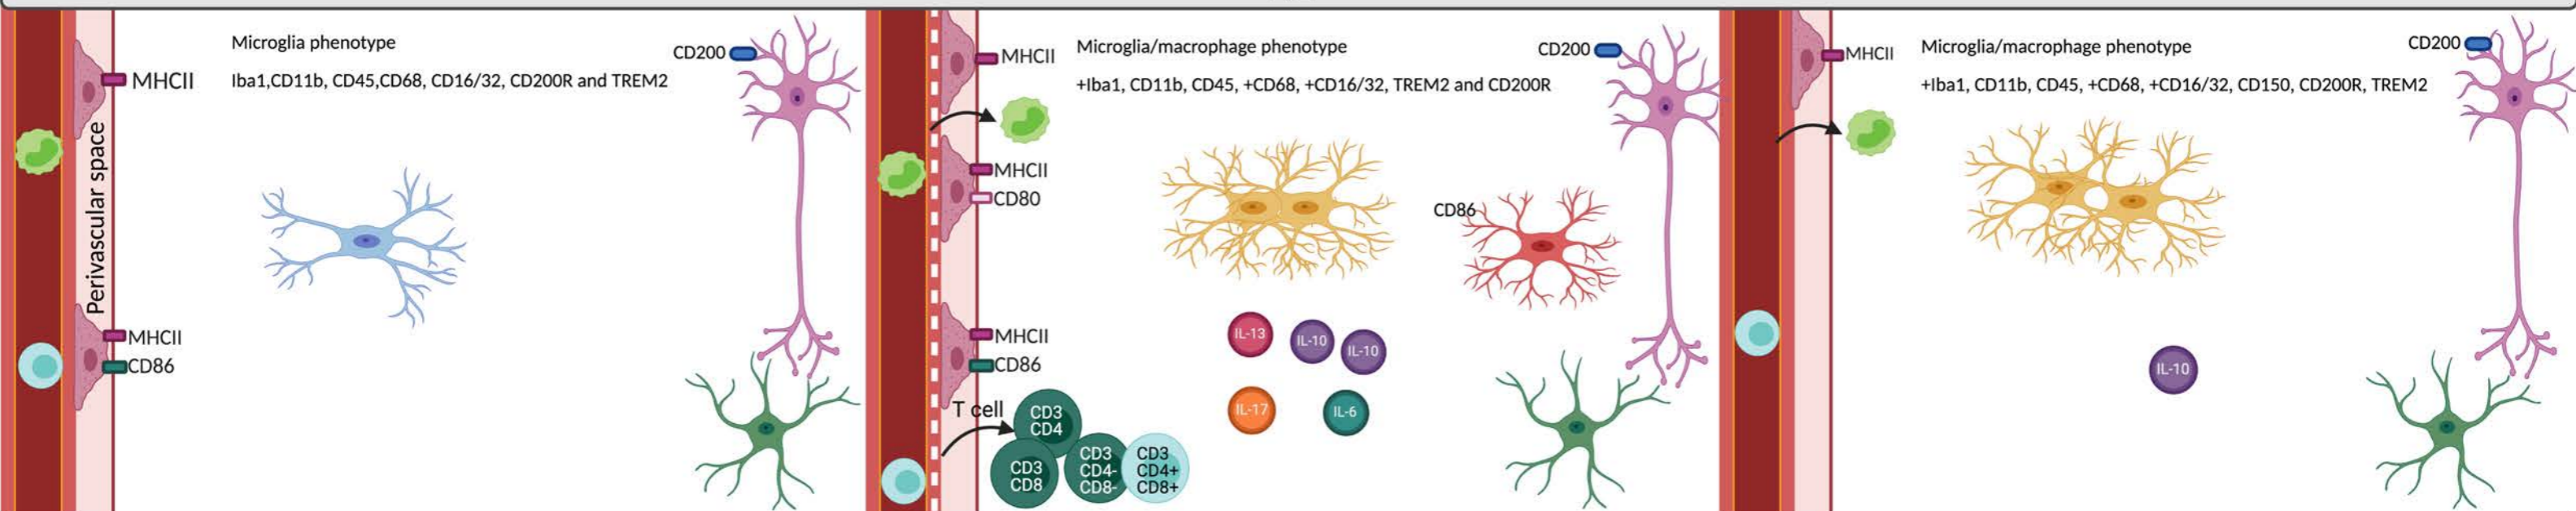 Microglia phenotype
Iba1,CD11b, CD45,CD68, CD16/32, CD200R and TREM2
CD200
MHCII
Perivascular space
MHCII
CD86
Microglia/macrophage phenotype
+Iba1, CD11b, CD45, +CD68, +CD16/32, TREM2 and CD200R
CD200
MHCII
MHCII
CD80
CD86
MHCII
CD86
IL-13
IL-10
IL-10
IL-17
IL-6
T cell
CD3
CD4
CD3
CD8
CD3
CD4-
CD8-
CD3
CD4+
CD8+
Microglia/macrophage phenotype
+Iba1, CD11b, CD45, +CD68, +CD16/32, CD150, CD200R, TREM2
CD200
MHCII
IL-10